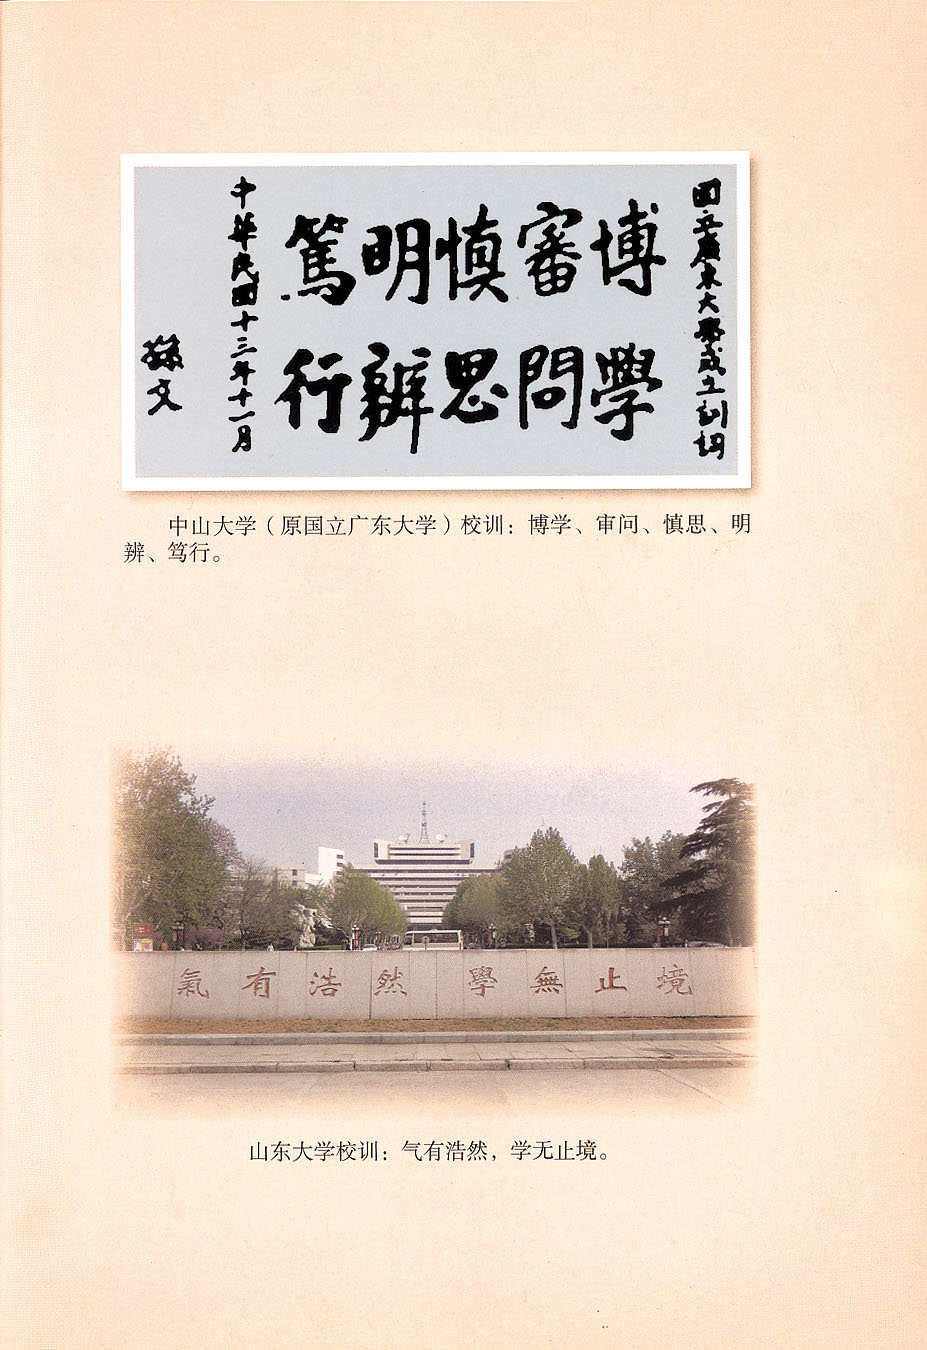 國立廣東大學成立訓詞
博學
審問
慎思
明辨
篤行
中華民國十三年十一月
孫文
中山大学（原国立广东大学）校训：博学、审问、慎思、明
辨、笃行。
氣有浩然 學無止境
山东大学校训：气有浩然，学无止境。